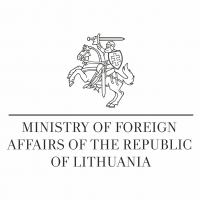 MINISTRY OF FOREIGN
AFFAIRS OF THE REPUBLIC
OF LITHUANIA